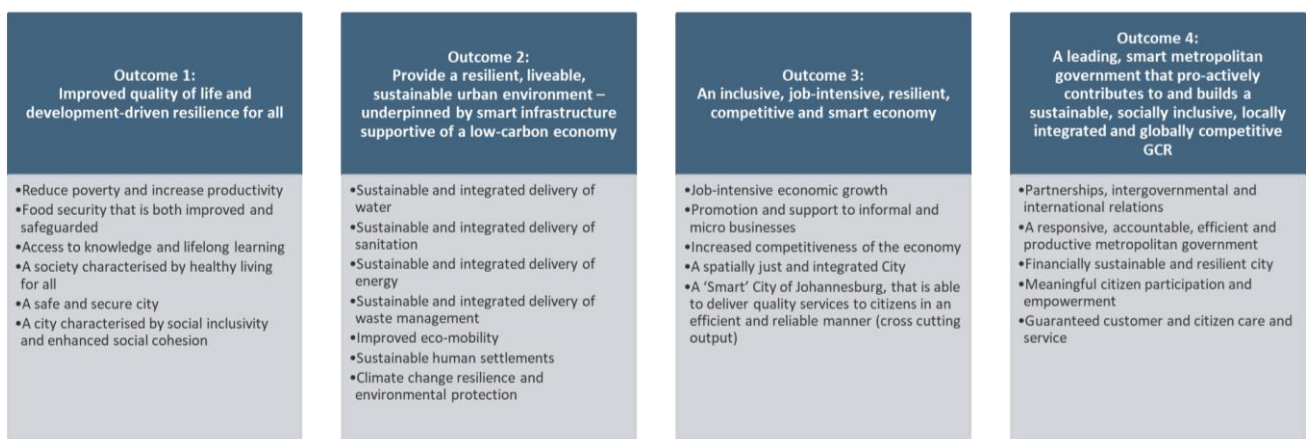 Outcome 1:
Improved quality of life and
development-driven resilience for all
•Reduce poverty and increase productivity
•Food security that is both improved and
safeguarded
•Access to knowledge and lifelong learning
•A society characterised by healthy living
for all
•A safe and secure city
•A city characterised by social inclusivity
and enhanced social cohesion
Outcome 2:
Provide a resilient, liveable,
sustainable urban environment –
underpinned by smart infrastructure
supportive of a low-carbon economy
•Sustainable and integrated delivery of
water
•Sustainable and integrated delivery of
sanitation
•Sustainable and integrated delivery of
energy
•Sustainable and integrated delivery of
waste management
•Improved eco-mobility
•Sustainable human settlements
•Climate change resilience and
environmental protection
Outcome 3:
An inclusive, job-intensive, resilient,
competitive and smart economy
•Job-intensive economic growth
•Promotion and support to informal and
micro businesses
•Increased competitiveness of the economy
•A spatially just and integrated City
•A ‘Smart’ City of Johannesburg, that is able
to deliver quality services to citizens in an
efficient and reliable manner (cross cutting
output)
Outcome 4:
A leading, smart metropolitan
government that pro-actively
contributes to and builds a
sustainable, socially inclusive, locally
integrated and globally competitive
GCR
•Partnerships, intergovernmental and
international relations
•A responsive, accountable, efficient and
productive metropolitan government
•Financially sustainable and resilient city
•Meaningful citizen participation and
empowerment
•Guaranteed customer and citizen care and
service